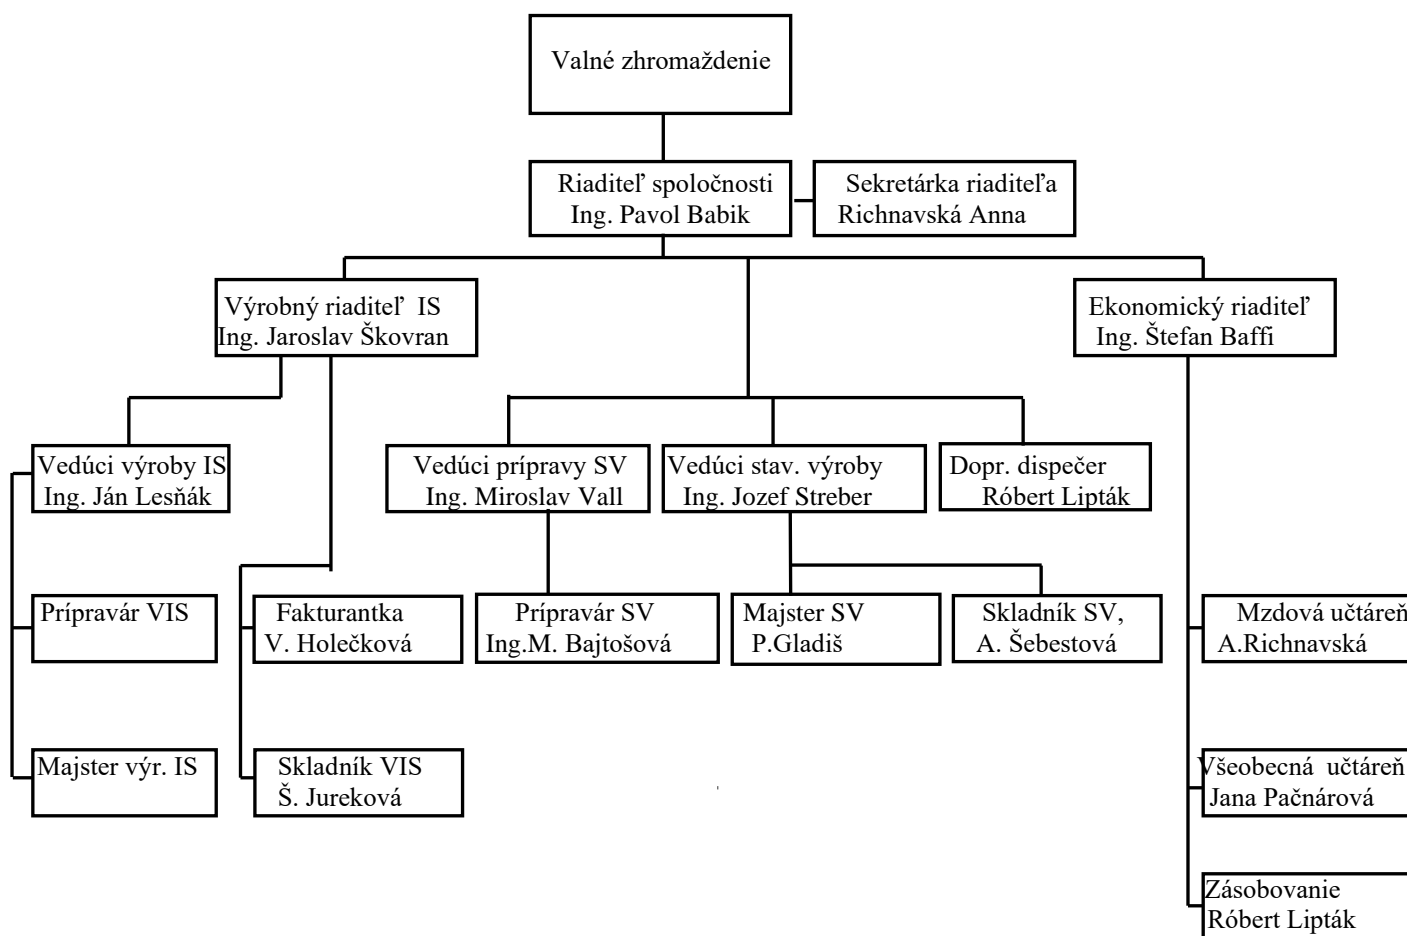 Valné zhromaždenie
Riaditeľ spoločnosti
Ing. Pavol Babik
Sekretárka riaditeľa
Richnavská Anna
Výrobný riaditeľ IS
Ing. Jaroslav Škovran
Ekonomický riaditeľ
Ing. Štefan Baffi
Vedúci výroby IS
Ing. Ján Lesňák
Vedúci prípravy SV
Ing. Miroslav Vall
Vedúci stav. výroby
Ing. Jozef Streber
Dopr. dispečer
Róbert Lipták
Prípravár VIS
Fakturantka
V. Holečková
Prípravár SV
Ing.M. Bajtošová
Majster SV
P.Gladiš
Skladník SV,
A. Šebestová
Mzdová učtáreň
A.Richnavská
Majster výr. IS
Skladník VIS
Š. Jureková
Všeobecná učtáreň
Jana Pačnárová
Zásobovanie
Róbert Lipták